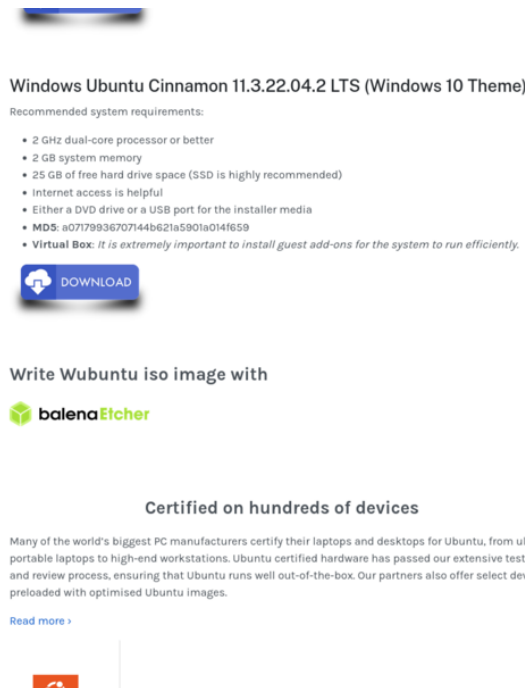 Windows Ubuntu Cinnamon 11.3.22.04.2 LTS (Windows 10 Theme)
Recommended system requirements:
• 2 GHz dual-core processor or better
• 2 GB system memory
• 25 GB of free hard drive space (SSD is highly recommended)
• Internet access is helpful
• Either a DVD drive or a USB port for the installer media
• MD5: a07179936707144b621a5901a014f659
• Virtual Box: It is extremely important to install guest add-ons for the system to run efficiently.
DOWNLOAD
Write Wubuntu iso image with
balenaEtcher
Certified on hundreds of devices
Many of the world's biggest PC manufacturers certify their laptops and desktops for Ubuntu, from
portable laptops to high-end workstations. Ubuntu certified hardware has passed our extensive
and review process, ensuring that Ubuntu runs well out-of-the-box. Our partners also offer select
preloaded with optimised Ubuntu images.
Read more ›